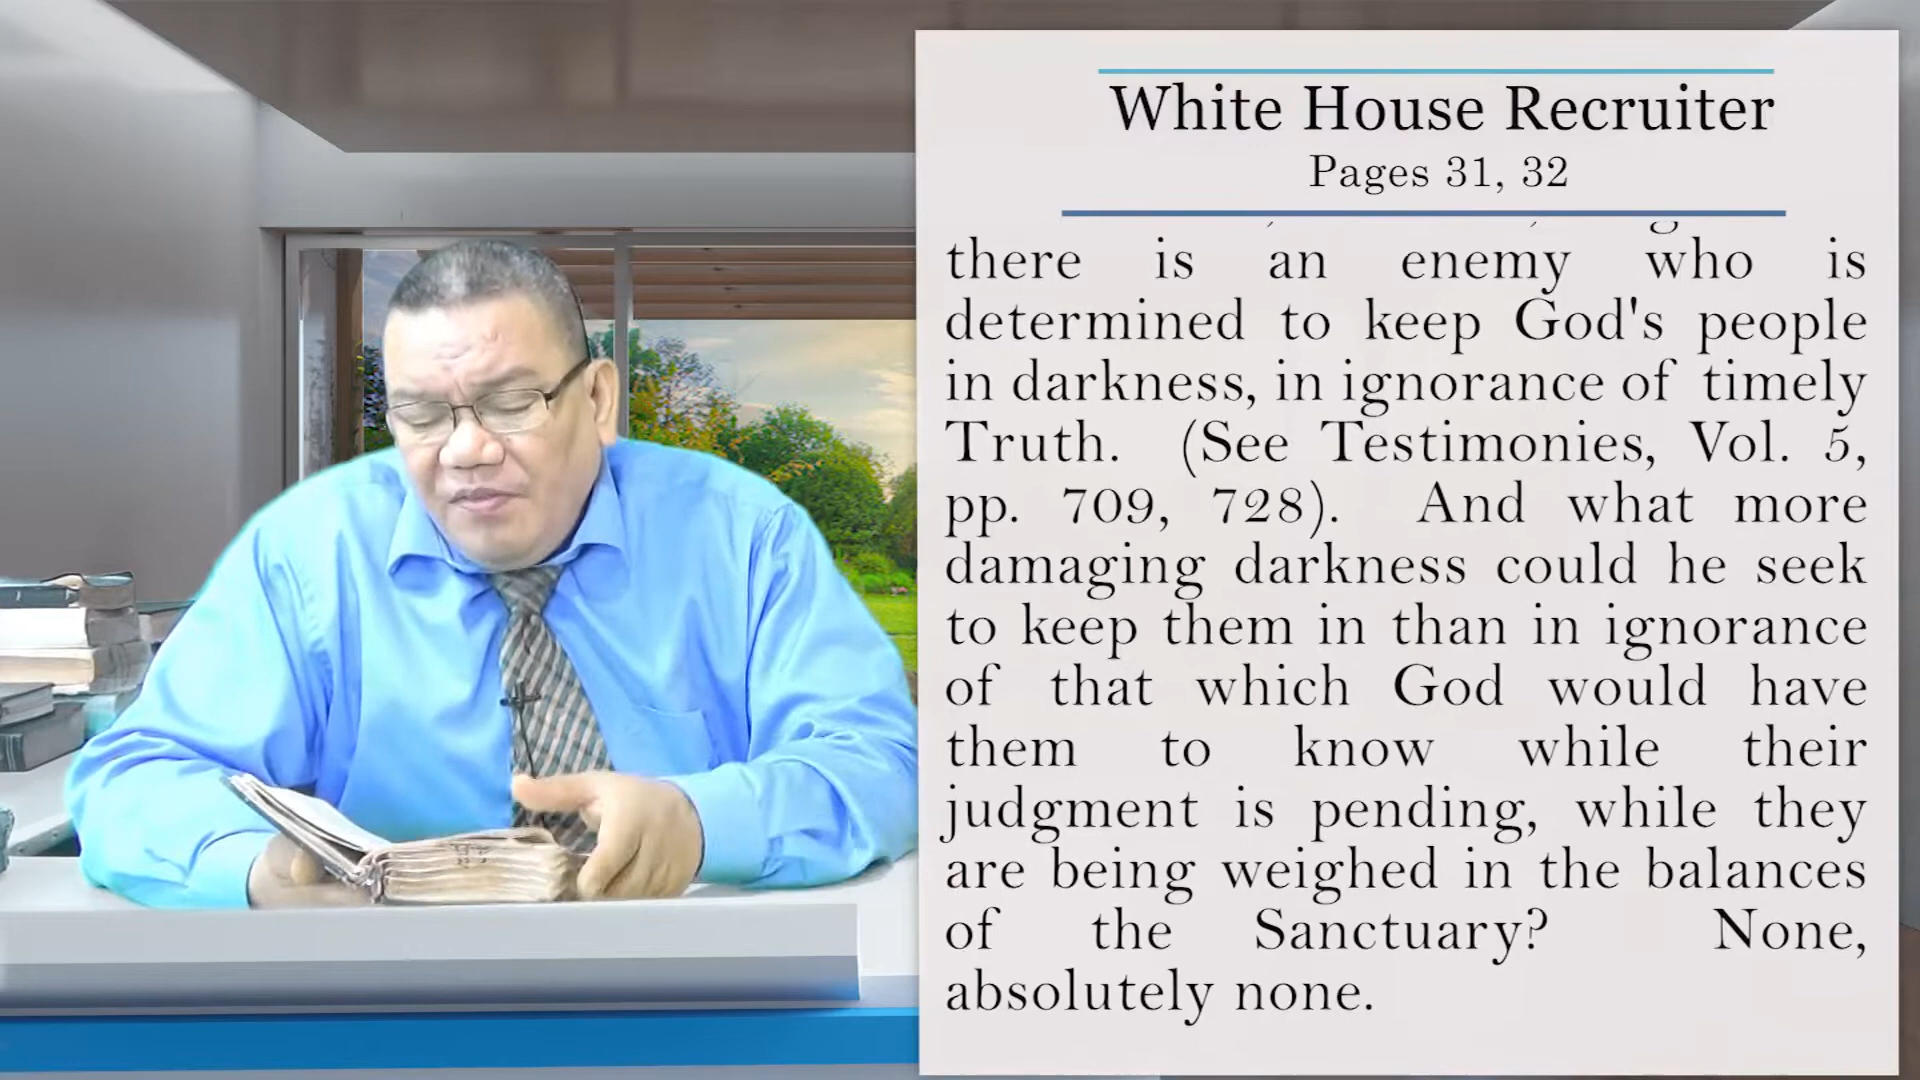 White House Recruiter
Pages 31, 32
there is an enemy who is
determined to keep God's people
in darkness, in ignorance of timely
Truth. (See Testimonies, Vol. 5,
pp. 709, 728). And what more
damaging darkness could he seek
to keep them in than in ignorance
of that which God would have
them to know while their
judgment is pending, while they
are being weighed in the balances
of the Sanctuary? None,
absolutely none.